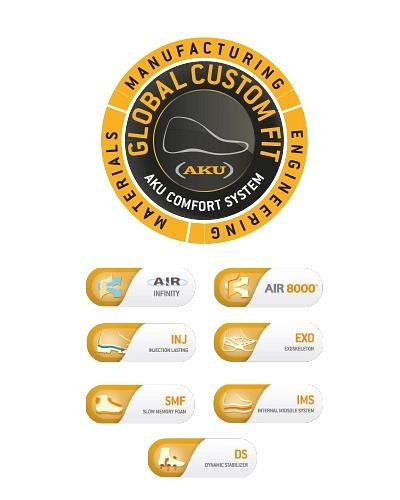 MANUFACTURING
ENGINEERING
MATERIALS
GLOBAL CUSTOM FIT
AKU
AKU COMFORT SYSTEM
AIR
INFINITY
AIR 8000®
INJ
INJECTION LASTING
EXO
EXOSKELETON
SMF
SLOW MEMORY FOAM
IMS
INTERNAL MIDSOLE SYSTEM
DS
DYNAMIC STABILIZER